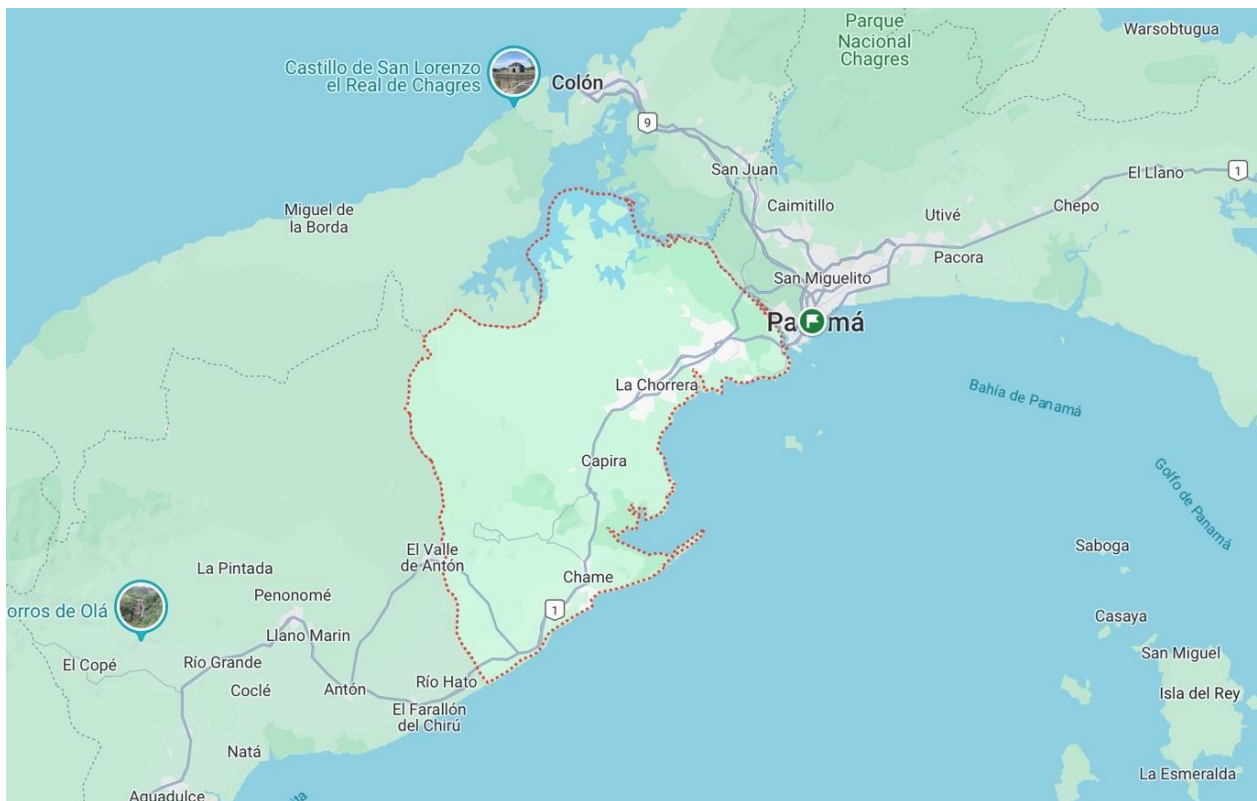 Parque
Nacional
Chagres
Warsobtugua
Castillo de San Lorenzo
el Real de Chagres
Colón
9
San Juan
El Llano
1
Caimitillo
Miguel de
la Borda
Utivé
Chepo
Pacora
San Miguelito
Pa má
La Chorrera
Bahía de Panamá
Capira
Golfo de Panamá
El Valle
de Antón
Saboga
La Pintada
Chame
Penonomé
orros de Olá
1
Casaya
Llano Marin
San Miguel
El Copé
Río Grande
Coclé
Antón
Río Hato
Isla del Rey
El Farallón
del Chirú
Natá
La Esmeralda
Aguadulce